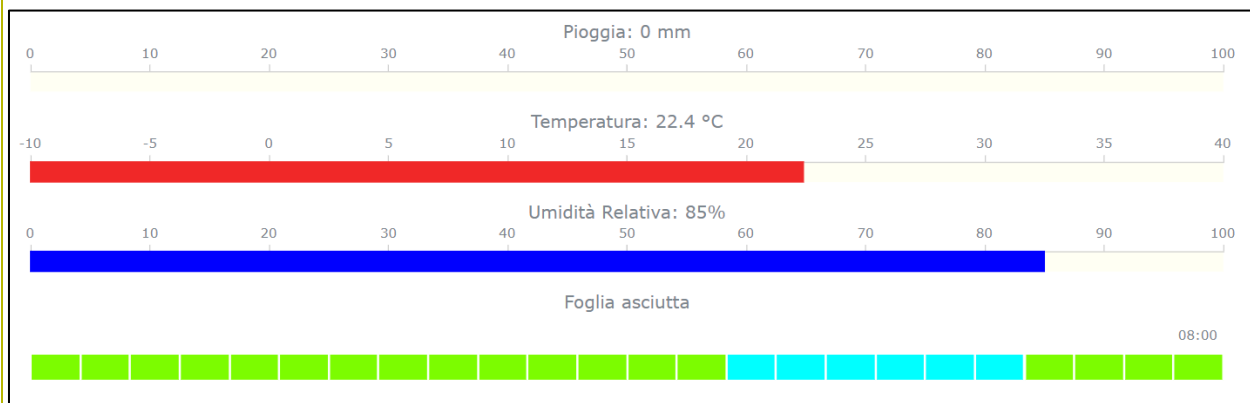 Pioggia: 0 mm
0 10 20 30 40 50 60 70 80 90 100
Temperatura: 22.4 °C
-10 -5 0 5 10 15 20 25 30 35 40
Umidità Relativa: 85%
0 10 20 30 40 50 60 70 80 90 100
Foglia asciutta
08:00